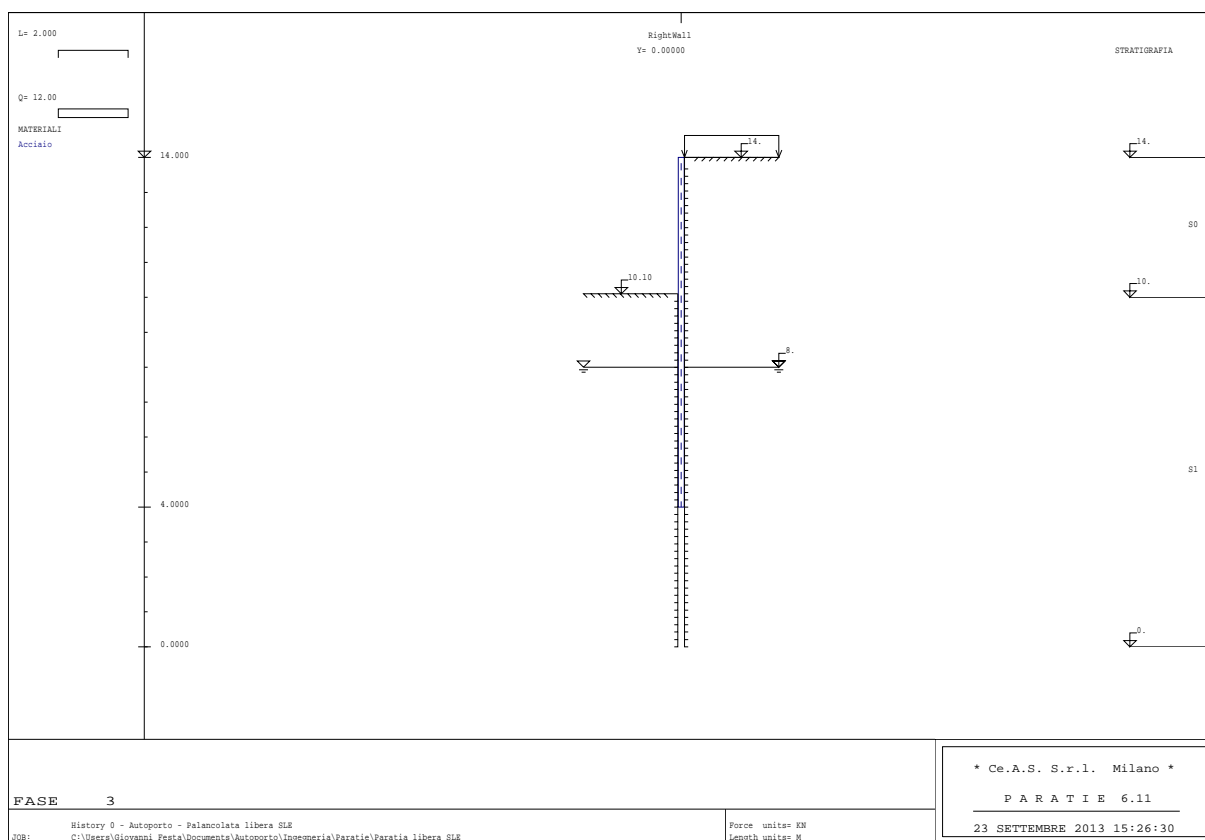 L= 2.000
Q= 12.00
MATERIALI
Acciaio
RightWall
Y= 0.00000
STRATIGRAFIA
14.000
14.
14.
S0
10.10
10.
8.
S1
4.0000
0.0000
0.
FASE 3
History 0 - Autoporto - Palancolata libera SLE
JOB: C:\Users\Giovanni Festa\Documents\Autoporto\Ingegneria\Paratie\Paratia libera SLE
Force units= KN
Length units= M
* Ce.A.S. S.r.l. Milano *
P A R A T I E 6.11
23 SETTEMBRE 2013 15:26:30